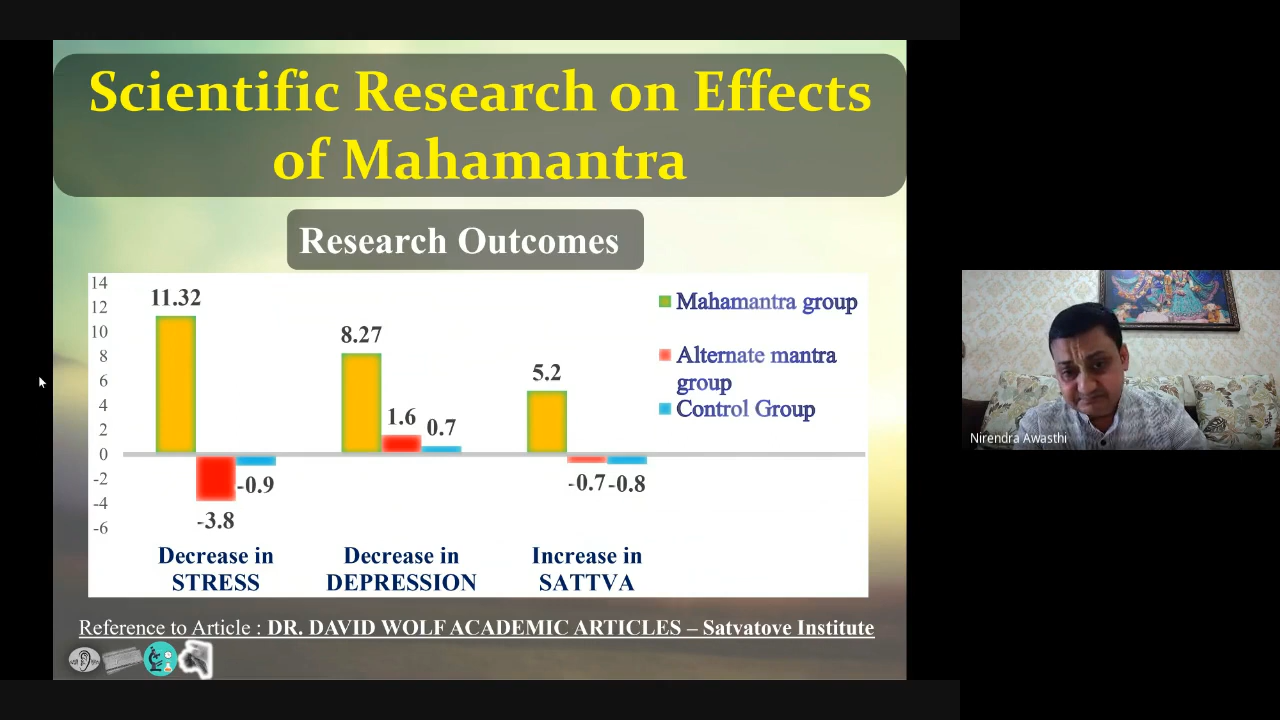 Scientific Research on Effects
of Mahamantra
Research Outcomes
14
12
10
8
6
4
2
0
-2
-4
-6
11.32
-3.8
-0.9
8.27
1.6
0.7
5.2
-0.7
-0.8
Mahamantra group
Alternate mantra
group
Control Group
Decrease in
STRESS
Decrease in
DEPRESSION
Increase in
SATTVA
Reference to Article : DR. DAVID WOLF ACADEMIC ARTICLES – Satvatove Institute
Nirendra Awasthi